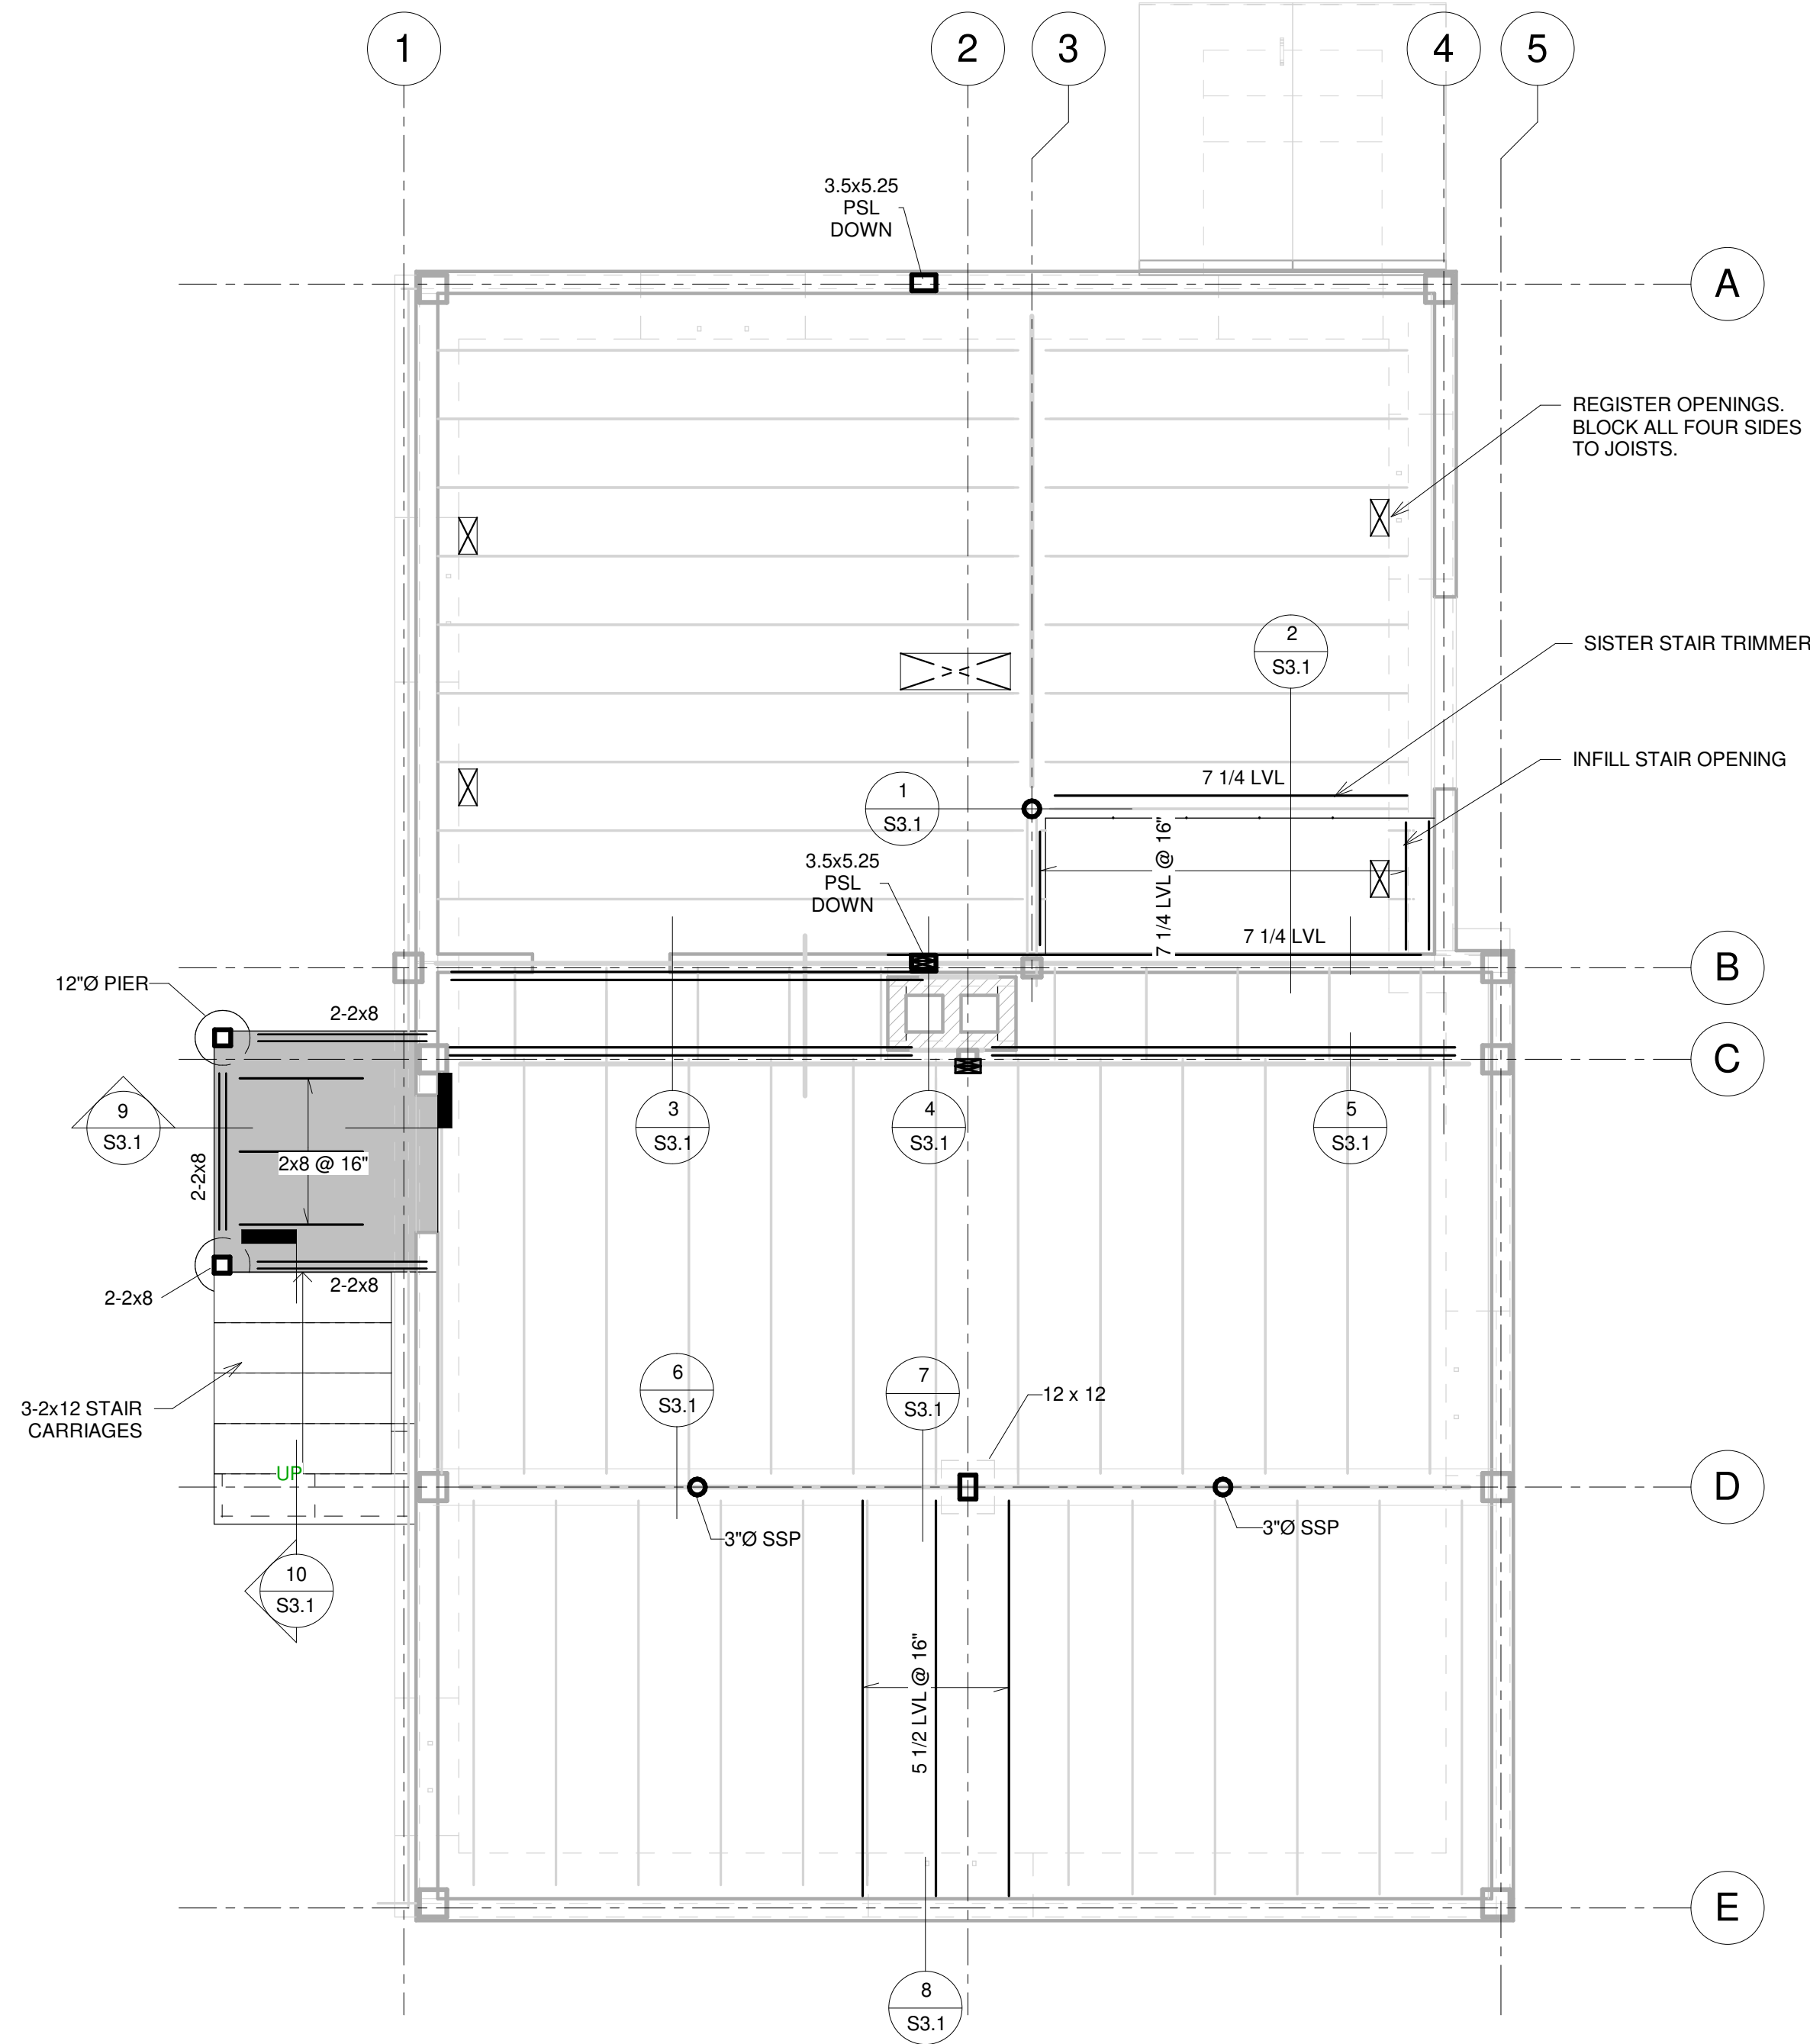 1
2
3
4
5
3.5x5.25
PSL
DOWN
A
REGISTER OPENINGS.
BLOCK ALL FOUR SIDES
TO JOISTS.
2
S3.1
SISTER STAIR TRIMMER
INFILL STAIR OPENING
7 1/4 LVL
1
S3.1
7 1/4 LVL @ 16"
3.5x5.25
PSL
DOWN
7 1/4 LVL
B
12"Ø PIER
2-2x8
C
9
S3.1
3
S3.1
4
S3.1
5
S3.1
2-2x8
2x8 @ 16"
2-2x8
2-2x8
6
S3.1
7
S3.1
12 x 12
3-2x12 STAIR
CARRIAGES
UP
D
3"Ø SSP
3"Ø SSP
10
S3.1
5 1/2 LVL @ 16"
E
8
S3.1